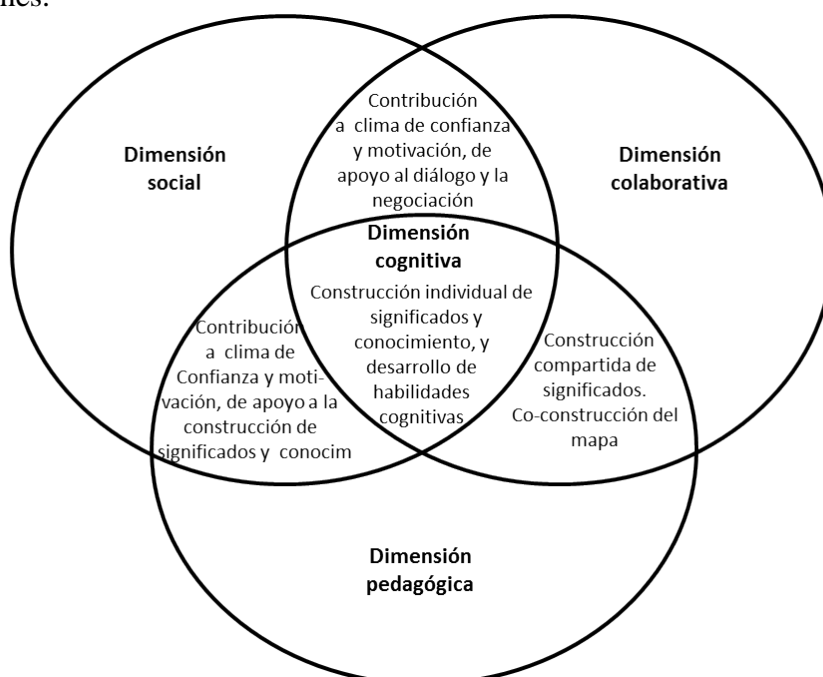 Contribución
a clima de confianza
y motivación, de
apoyo al diálogo y la
negociación
Dimensión
social
Dimensión
colaborativa
Dimensión
cognitiva
Construcción individual de
significados y
conocimiento, y
desarrollo de
habilidades
cognitivas
Contribución
a clima de
Confianza y moti-
vación, de apoyo a la
construcción de
significados y conocim
Construcción
compartida de
significados.
Co-construcción del
mapa
Dimensión
pedagógica